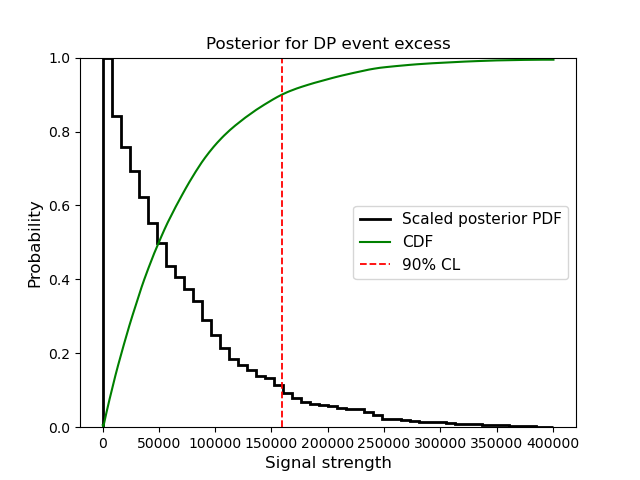 Posterior for DP event excess
1.0
0.8
0.6
0.4
0.2
0.0
Probability
Scaled posterior PDF
CDF
90% CL
0 50000 100000 150000 200000 250000 300000 350000 400000
Signal strength